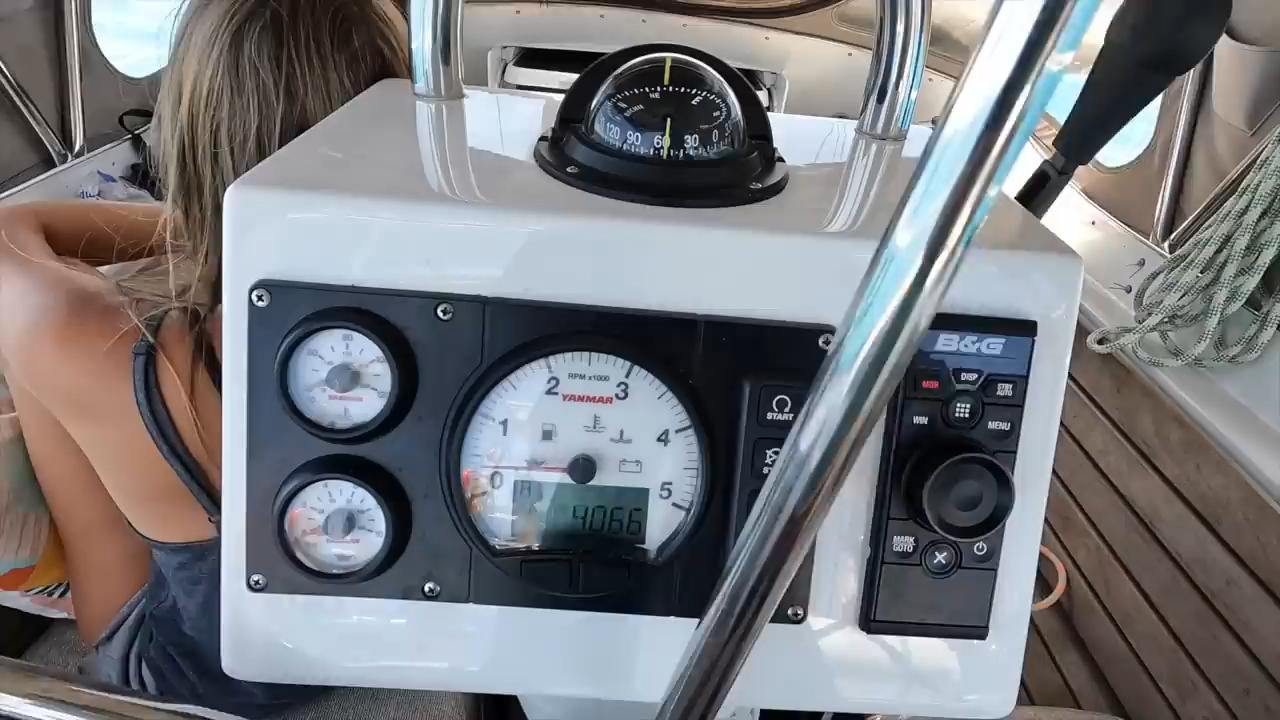 NE
E
120 90 60 30 0
RPM x1000
2 3
YANMAR
1 4
0 5
4066
START
B&G
MOB DISP STBY AUTO
WIN MENU
MARK GOTO